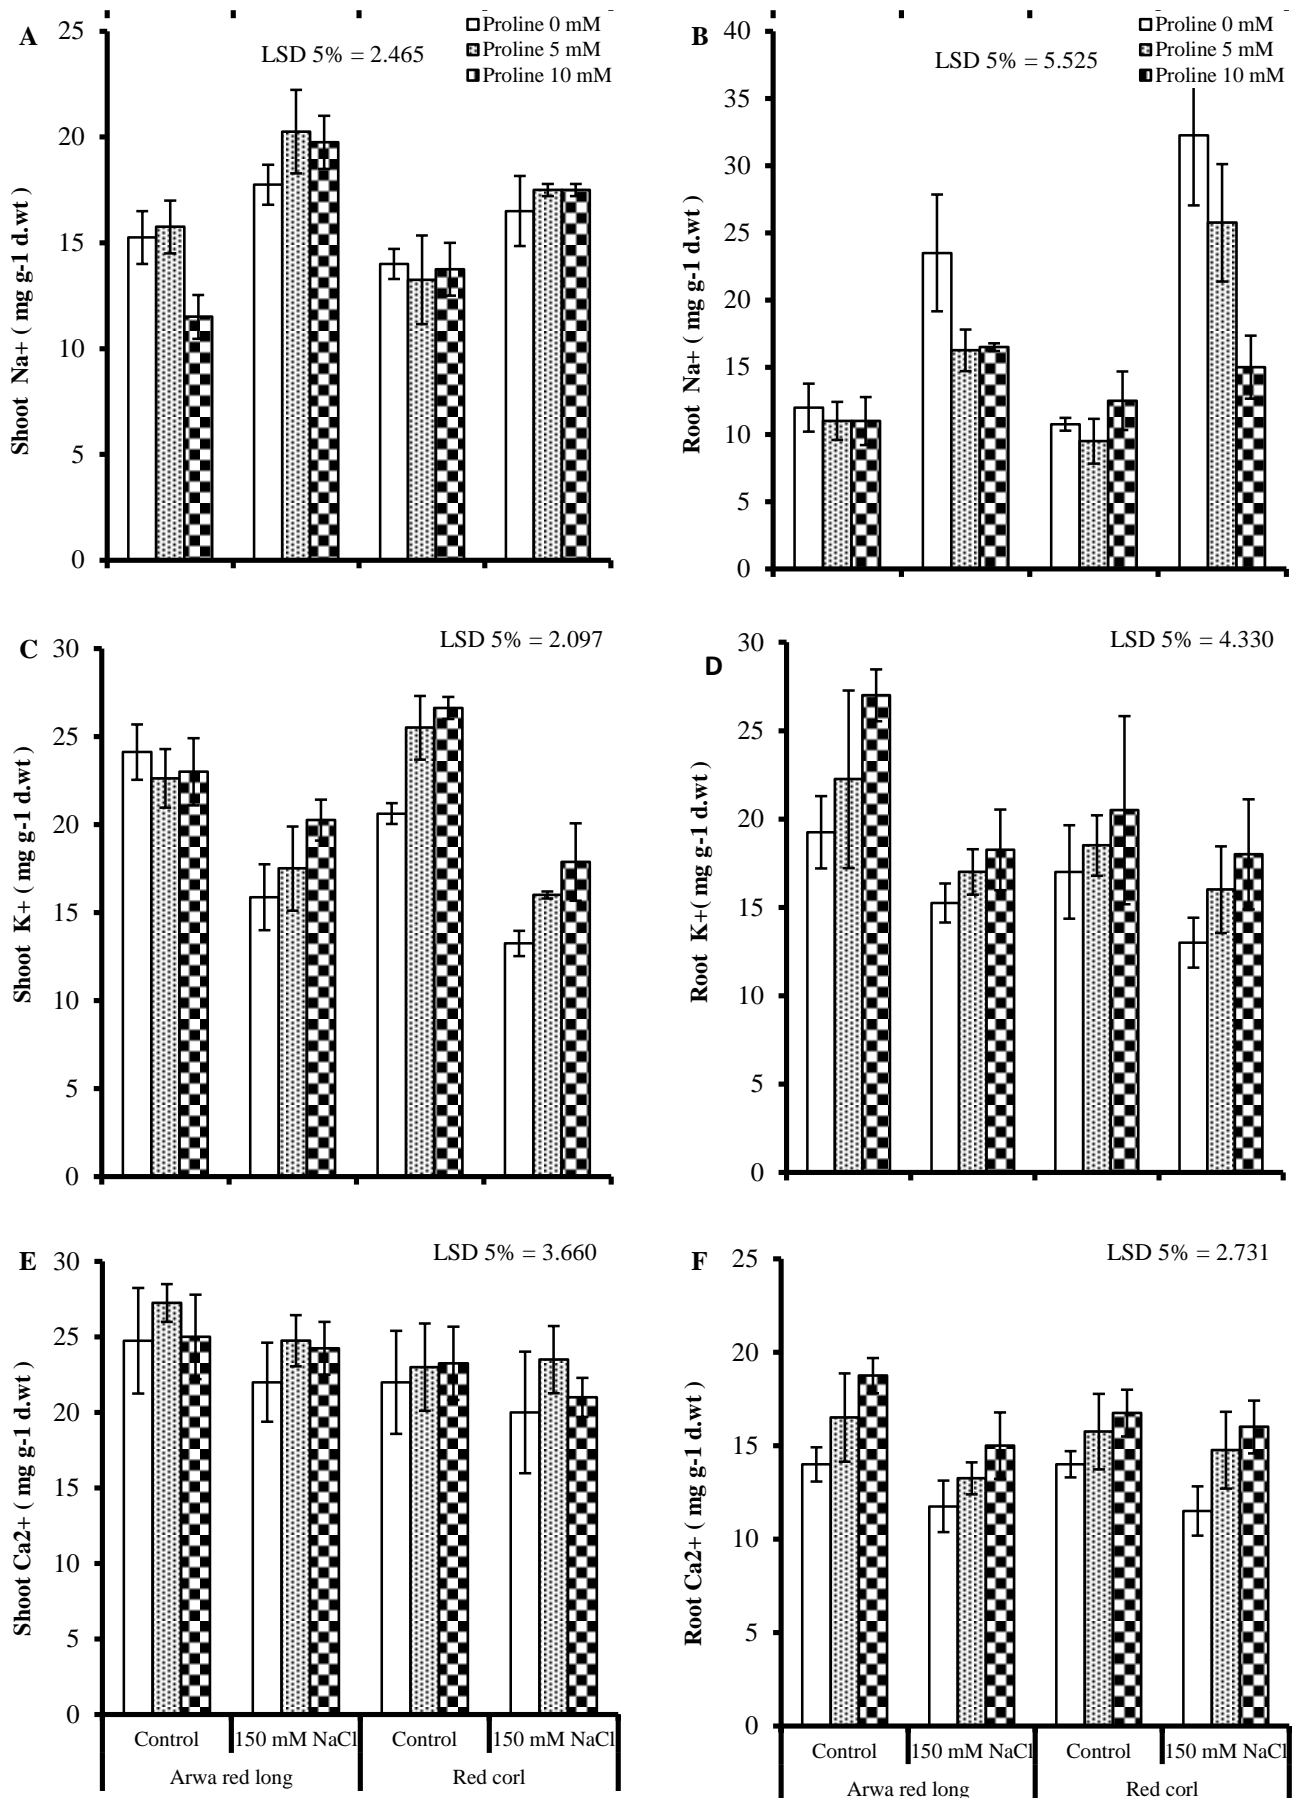 A
LSD 5% = 2.465
Proline 0 mM
Proline 5 mM
Proline 10 mM
25
20
15
10
5
0
Shoot Na+ ( mg g-1 d.wt )
B
LSD 5% = 5.525
Proline 0 mM
Proline 5 mM
Proline 10 mM
40
35
30
25
20
15
10
5
0
Root Na+ ( mg g-1 d.wt )
C
LSD 5% = 2.097
30
25
20
15
10
5
0
Shoot K+ ( mg g-1 d.wt )
D
LSD 5% = 4.330
30
25
20
15
10
5
0
Root K+( mg g-1 d.wt )
E
LSD 5% = 3.660
30
25
20
15
10
5
0
Shoot Ca2+ ( mg g-1 d.wt )
Control
150 mM NaCl
Control
150 mM NaCl
Arwa red long
Red corl
F
LSD 5% = 2.731
25
20
15
10
5
0
Root Ca2+ ( mg g-1 d.wt )
Control
150 mM NaCl
Control
150 mM NaCl
Arwa red long
Red corl